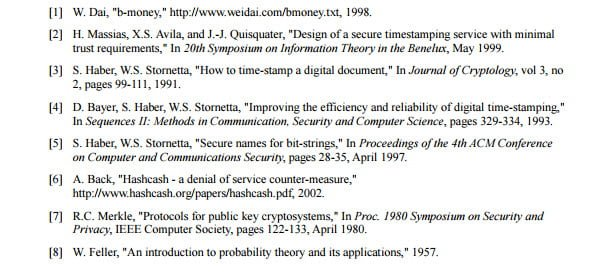 [1] W. Dai, "b-money," http://www.weidai.com/bmoney.txt, 1998.
[2] H. Massias, X.S. Avila, and J.-J. Quisquater, "Design of a secure timestamping service with minimal
trust requirements," In 20th Symposium on Information Theory in the Benelux, May 1999.
[3] S. Haber, W.S. Stornetta, "How to time-stamp a digital document," In Journal of Cryptology, vol 3, no
2, pages 99-111, 1991.
[4] D. Bayer, S. Haber, W.S. Stornetta, "Improving the efficiency and reliability of digital time-stamping,"
In Sequences II: Methods in Communication, Security and Computer Science, pages 329-334, 1993.
[5] S. Haber, W.S. Stornetta, "Secure names for bit-strings," In Proceedings of the 4th ACM Conference
on Computer and Communications Security, pages 28-35, April 1997.
[6] A. Back, "Hashcash - a denial of service counter-measure,"
http://www.hashcash.org/papers/hashcash.pdf, 2002.
[7] R.C. Merkle, "Protocols for public key cryptosystems," In Proc. 1980 Symposium on Security and
Privacy, IEEE Computer Society, pages 122-133, April 1980.
[8] W. Feller, "An introduction to probability theory and its applications," 1957.